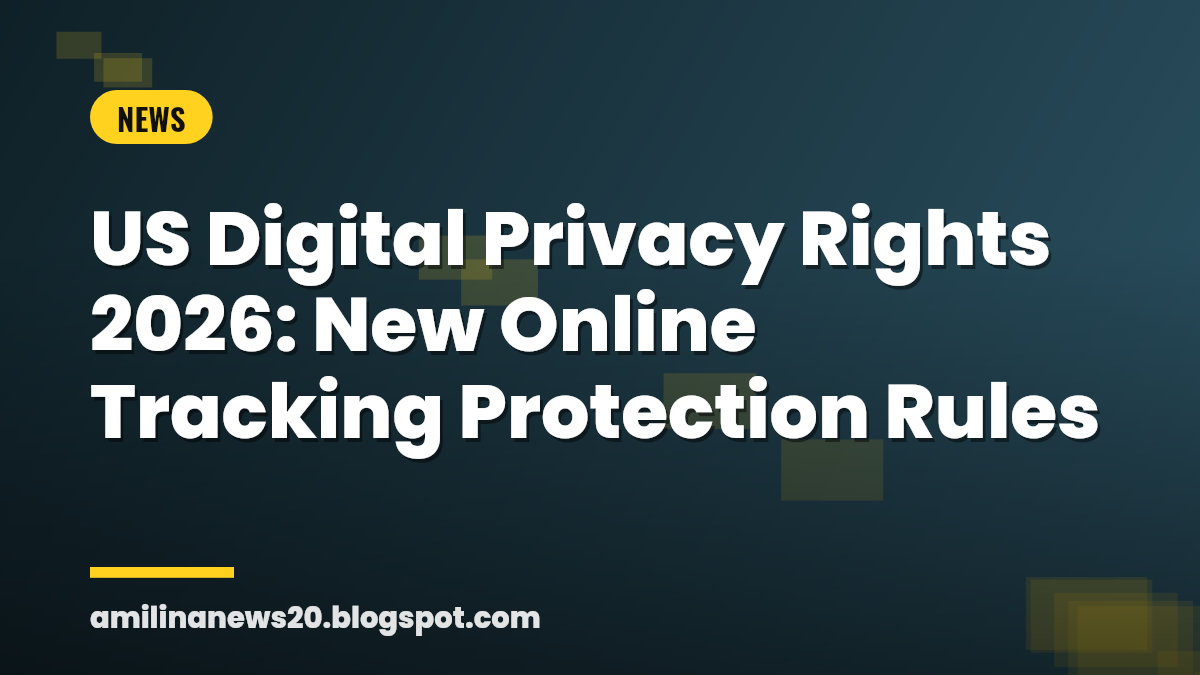 NEWS
US Digital Privacy Rights
2026: New Online
Tracking Protection Rules
amilinanews20.blogspot.com